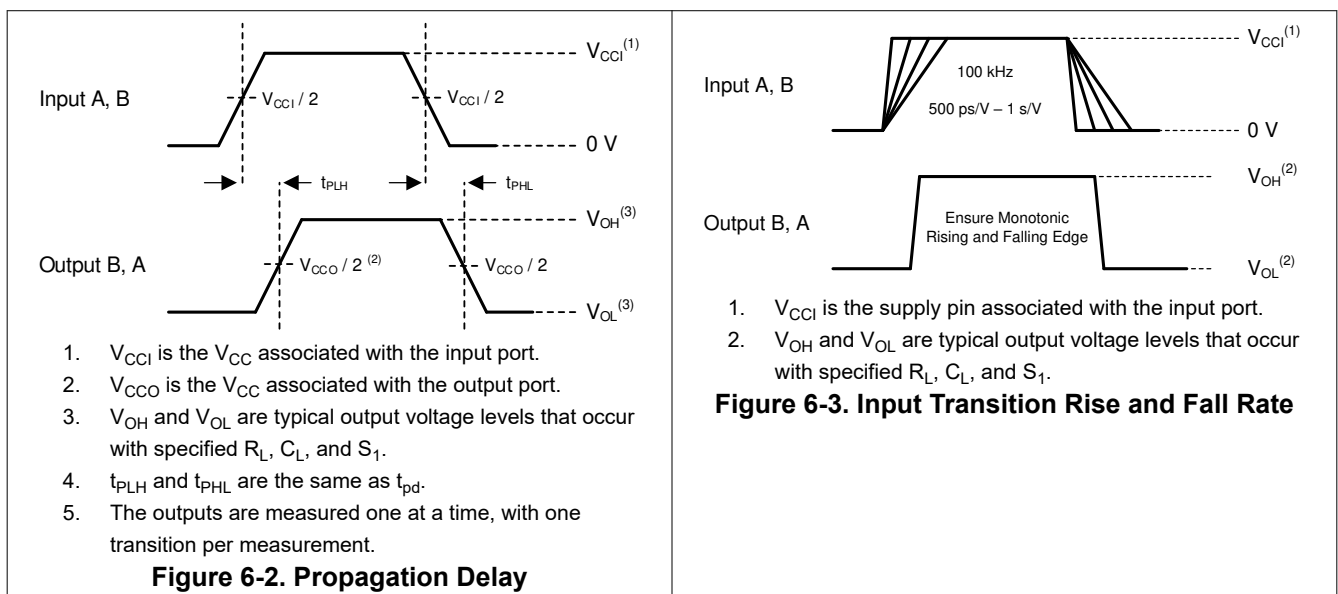 V_CCI(1)
Input A, B
V_CCI / 2
V_CCI / 2
0 V
t_PLH
t_PHL
V_OH(3)
Output B, A
V_CCO / 2 (2)
V_CCO / 2
V_OL(3)
1. V_CCI is the V_CC associated with the input port.
2. V_CCO is the V_CC associated with the output port.
3. V_OH and V_OL are typical output voltage levels that occur
with specified R_L, C_L, and S_1.
4. t_PLH and t_PHL are the same as t_pd.
5. The outputs are measured one at a time, with one
transition per measurement.
Figure 6-2. Propagation Delay
V_CCI(1)
Input A, B
100 kHz
500 ps/V – 1 s/V
0 V
V_OH(2)
Output B, A
Ensure Monotonic
Rising and Falling Edge
V_OL(2)
1. V_CCI is the supply pin associated with the input port.
2. V_OH and V_OL are typical output voltage levels that occur
with specified R_L, C_L, and S_1.
Figure 6-3. Input Transition Rise and Fall Rate